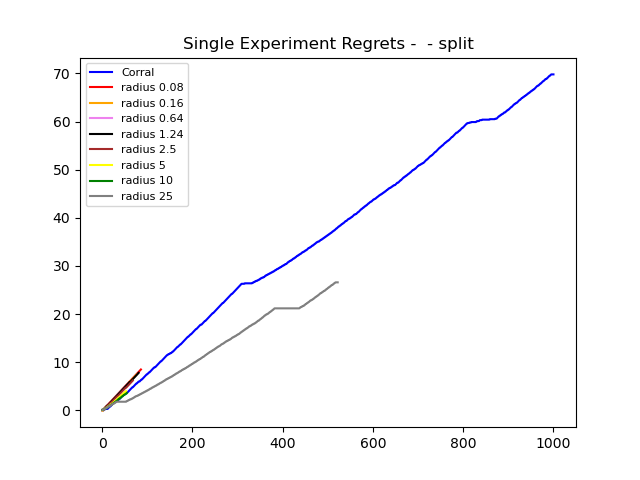 Single Experiment Regrets -  - split
Corral
radius 0.08
radius 0.16
radius 0.64
radius 1.24
radius 2.5
radius 5
radius 10
radius 25
70
60
50
40
30
20
10
0
0 200 400 600 800 1000